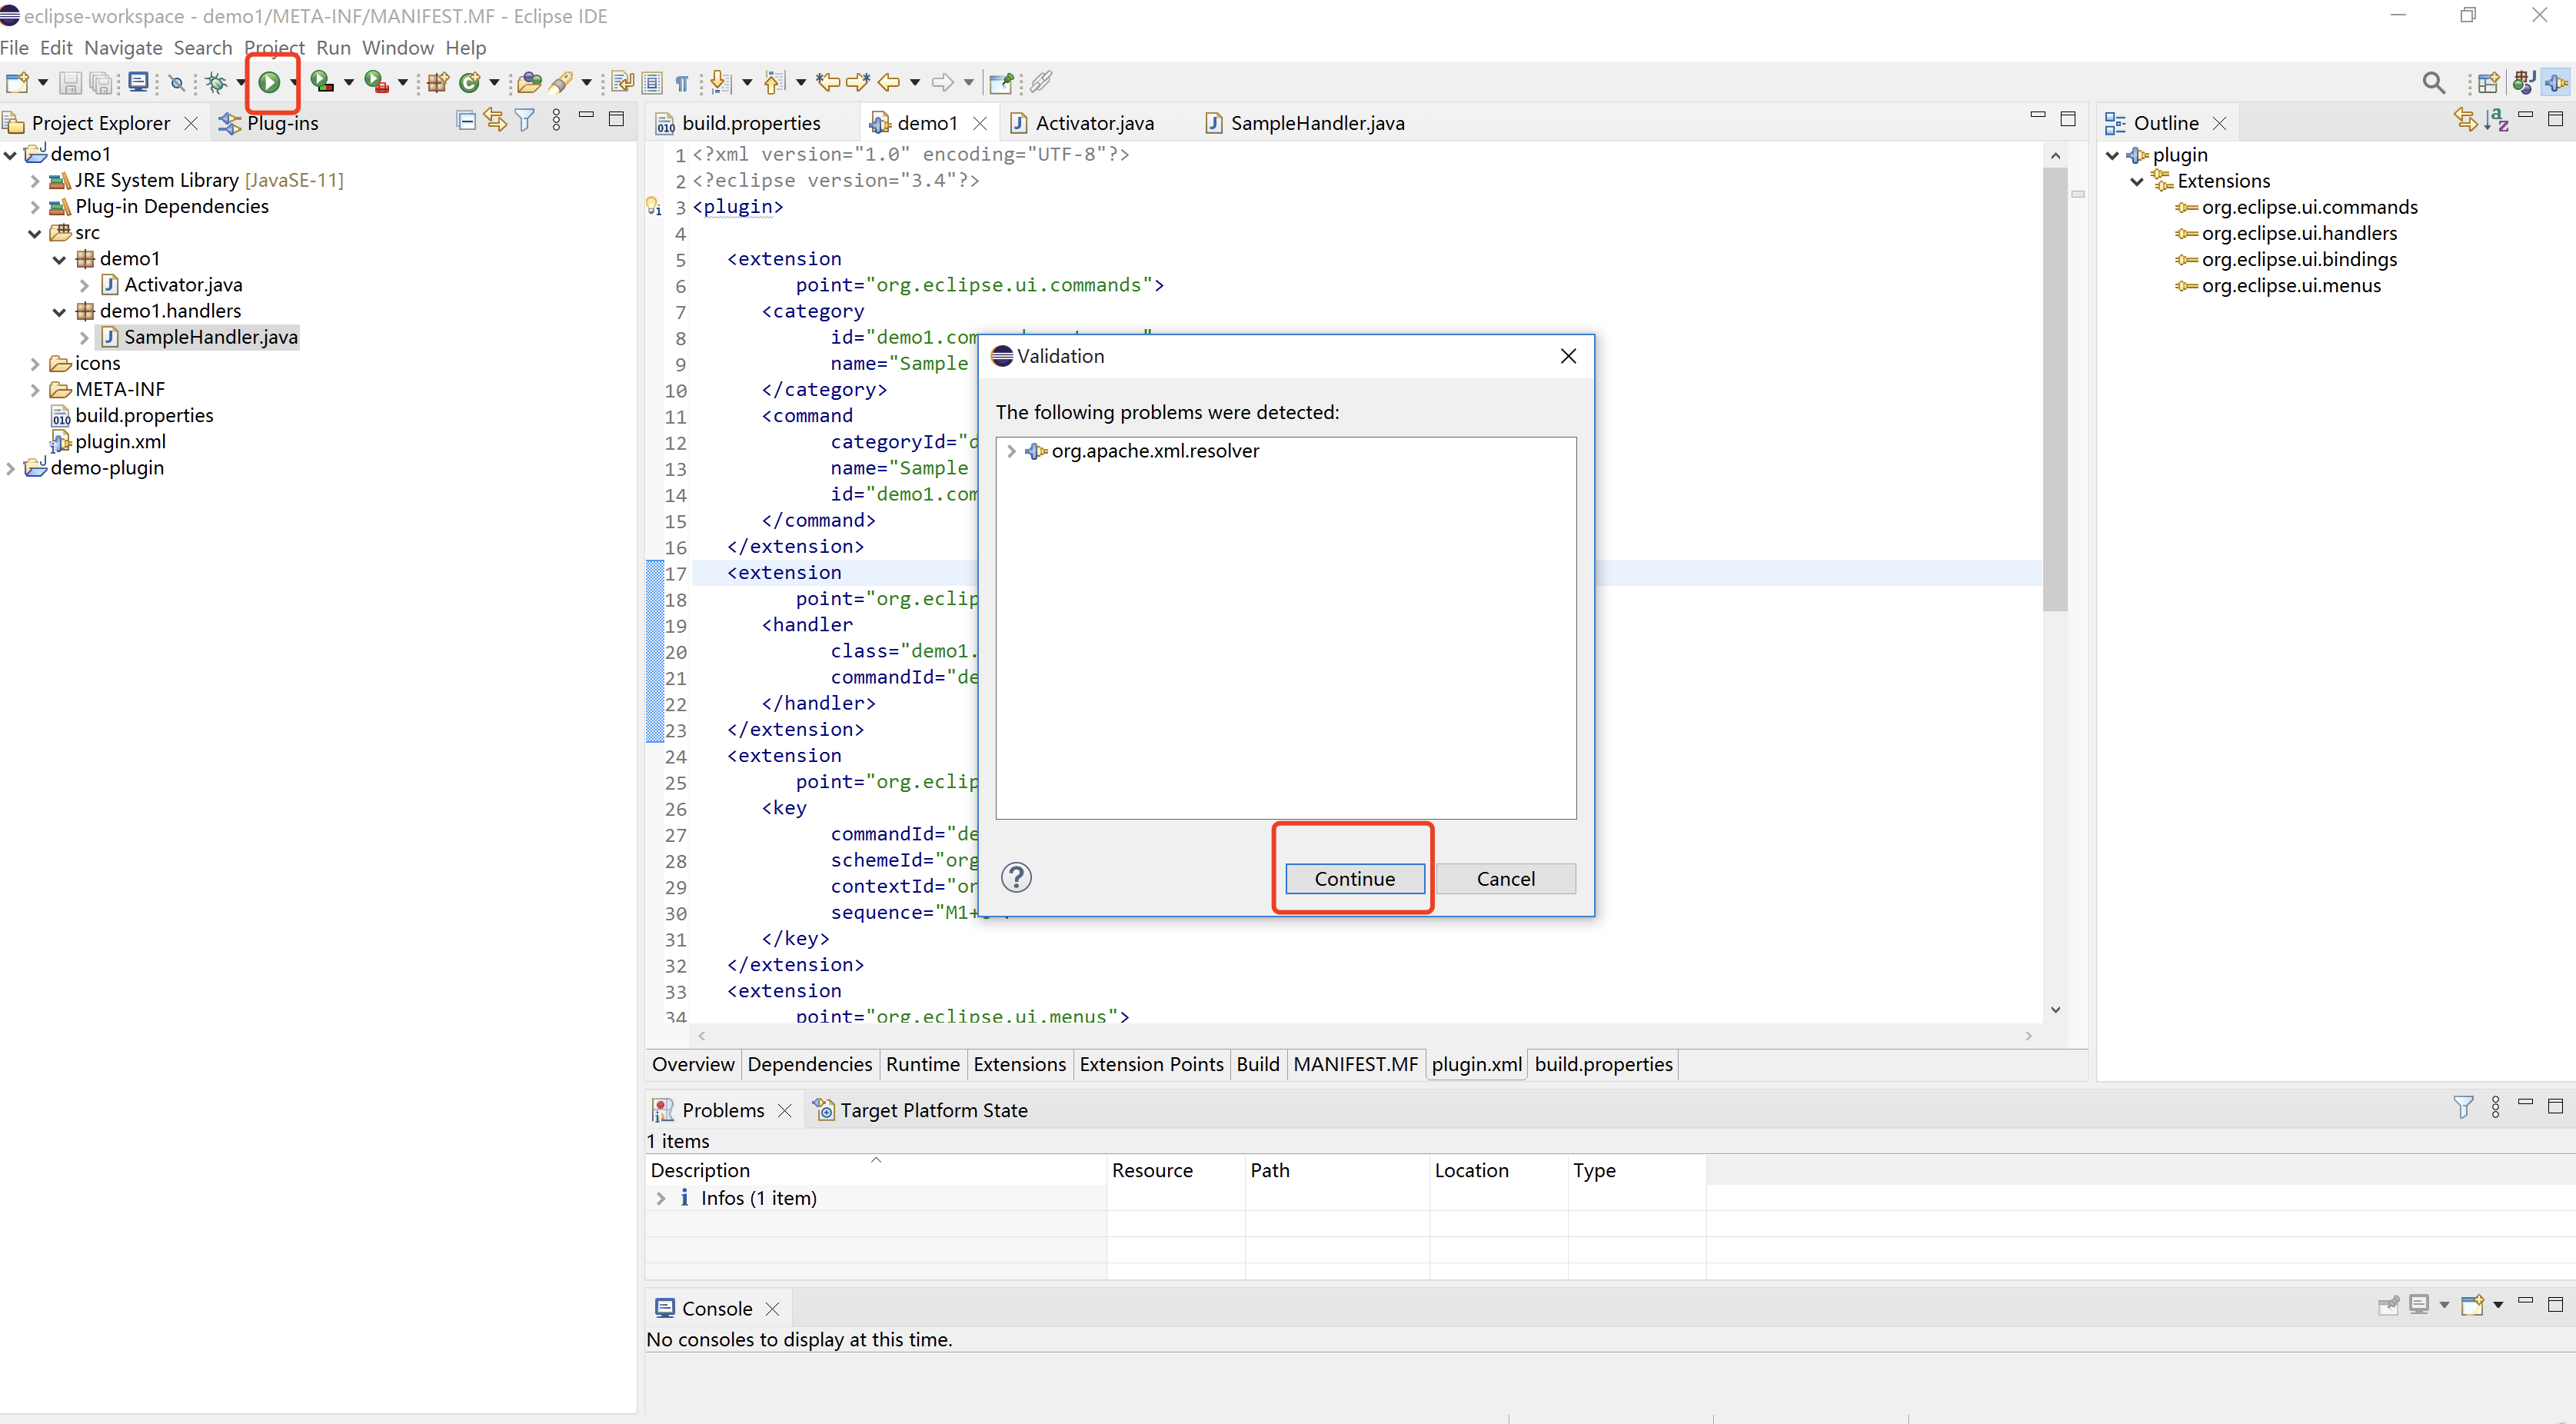 eclipse-workspace - demo1/META-INF/MANIFEST.MF - Eclipse IDE
File Edit Navigate Search Project Run Window Help
Project Explorer
Plug-ins
demo1
JRE System Library [JavaSE-11]
Plug-in Dependencies
src
demo1
Activator.java
demo1.handlers
SampleHandler.java
icons
META-INF
build.properties
plugin.xml
demo-plugin
build.properties
demo1
Activator.java
SampleHandler.java
1 <?xml version="1.0" encoding="UTF-8"?>
2 <?eclipse version="3.4"?>
3 <plugin>
4
5 <extension
6 point="org.eclipse.ui.commands">
7 <category
8 id="demo1.com
9 name="Sample
10 </category>
11 <command
12 categoryId="d
13 name="Sample
14 id="demo1.com
15 </command>
16 </extension>
17 <extension
18 point="org.eclip
19 <handler
20 class="demo1.
21 commandId="de
22 </handler>
23 </extension>
24 <extension
25 point="org.eclip
26 <key
27 commandId="de
28 schemeId="org
29 contextId="or
30 sequence="M1+
31 </key>
32 </extension>
33 <extension
34 point="org.eclipse.ui.menus">
Validation
The following problems were detected:
org.apache.xml.resolver
Continue
Cancel
Overview
Dependencies
Runtime
Extensions
Extension Points
Build
MANIFEST.MF
plugin.xml
build.properties
Outline
plugin
Extensions
org.eclipse.ui.commands
org.eclipse.ui.handlers
org.eclipse.ui.bindings
org.eclipse.ui.menus
Problems
Target Platform State
1 items
Description Resource Path Location Type
Infos (1 item)
Console
No consoles to display at this time.